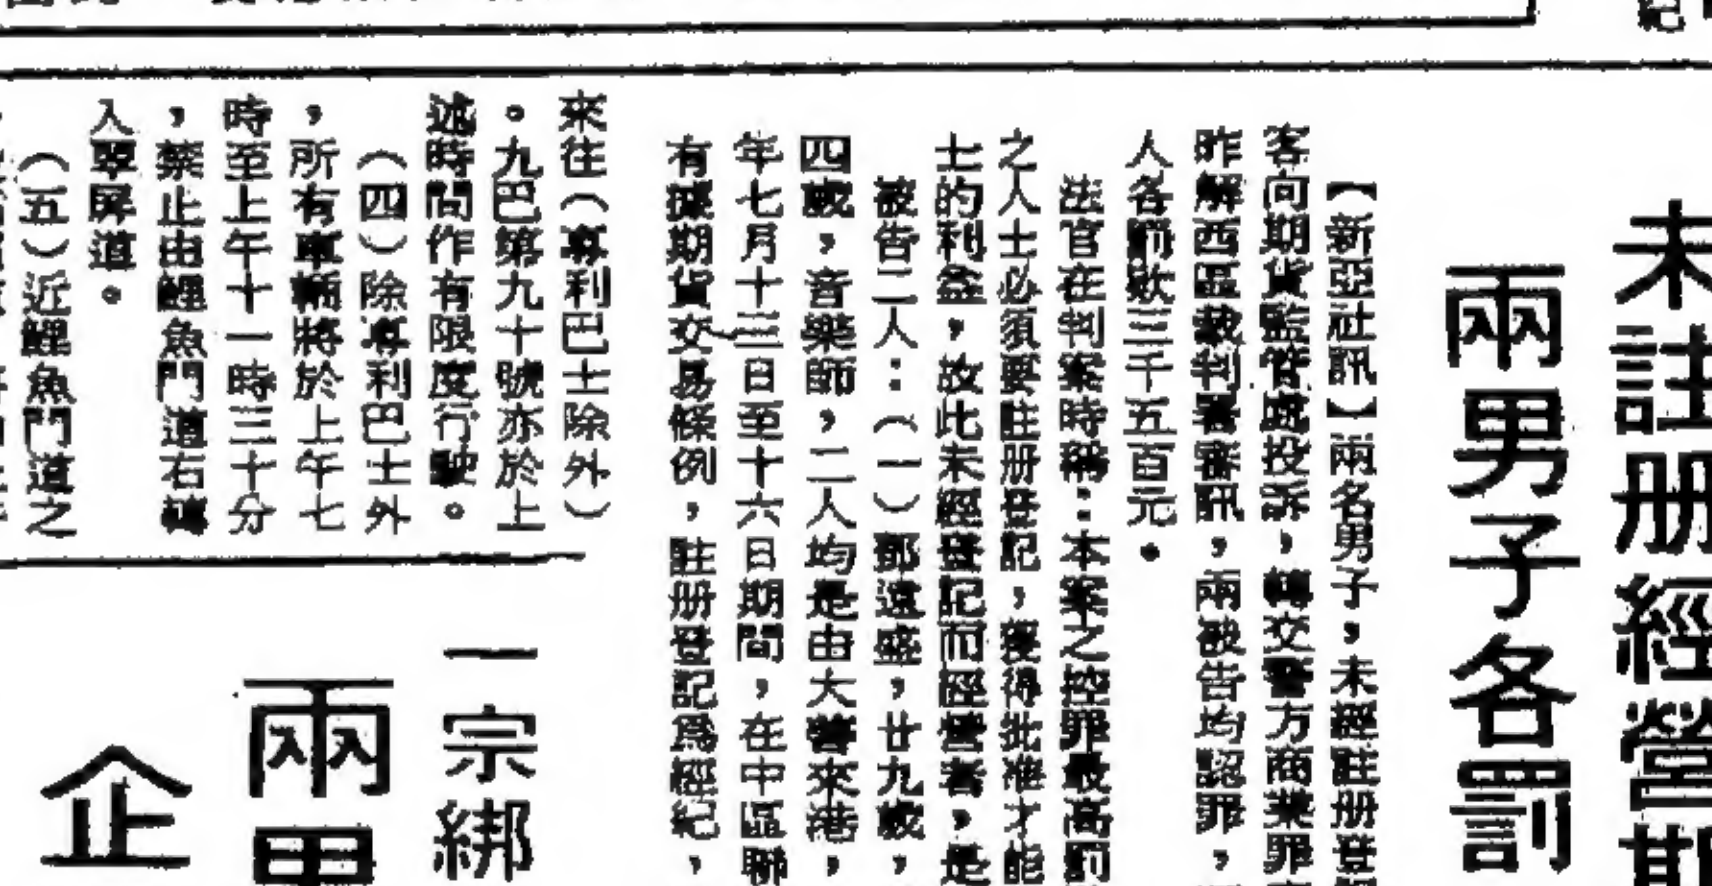 未註册經營期
兩男子各罰
【新亞社訊】兩名男子，未經註册登
客向期貨監管處投訴，轉交警方商業罪
昨解西區裁判署審訊，兩被告均認罪，
人各罰欵三千五百元。
法官在判案時稱：本案之控罪最高罰
之人士必須要註册登記，獲得批准才能
士的利益，故此未經登記而經營者，是
被告二人：（一）鄧遠盛，廿九歲，
四歲，音樂師，二人均是由大馬來港，
年七月十三日至十六日期間，在中區聯
有據期貨交易條例，註册登記爲經紀，
來往（專利巴士除外）
。九巴第九十號亦於上
述時間作有限度行駛。
（四）除專利巴士外
，所有車輛將於上午七
時至上午十一時三十分
，禁止由鯉魚門道右轉
入翠屏道。
（五）近鯉魚門道之
一宗綁
兩男
企